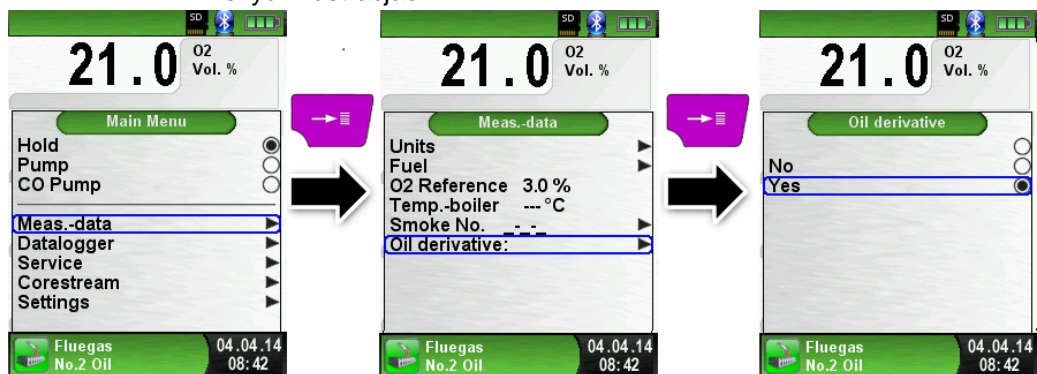 SD
21.0 O2
Vol. %
Main Menu
Hold
Pump
CO Pump
Meas.-data
Datalogger
Service
Corestream
Settings
Fluegas 04.04.14
No.2 Oil 08:42
SD
21.0 O2
Vol. %
Meas.-data
Units
Fuel
O2 Reference 3.0 %
Temp.-boiler --- °C
Smoke No. _-_-_
Oil derivative:
Fluegas 04.04.14
No.2 Oil 08:42
SD
21.0 O2
Vol. %
Oil derivative
No
Yes
Fluegas 04.04.14
No.2 Oil 08:42